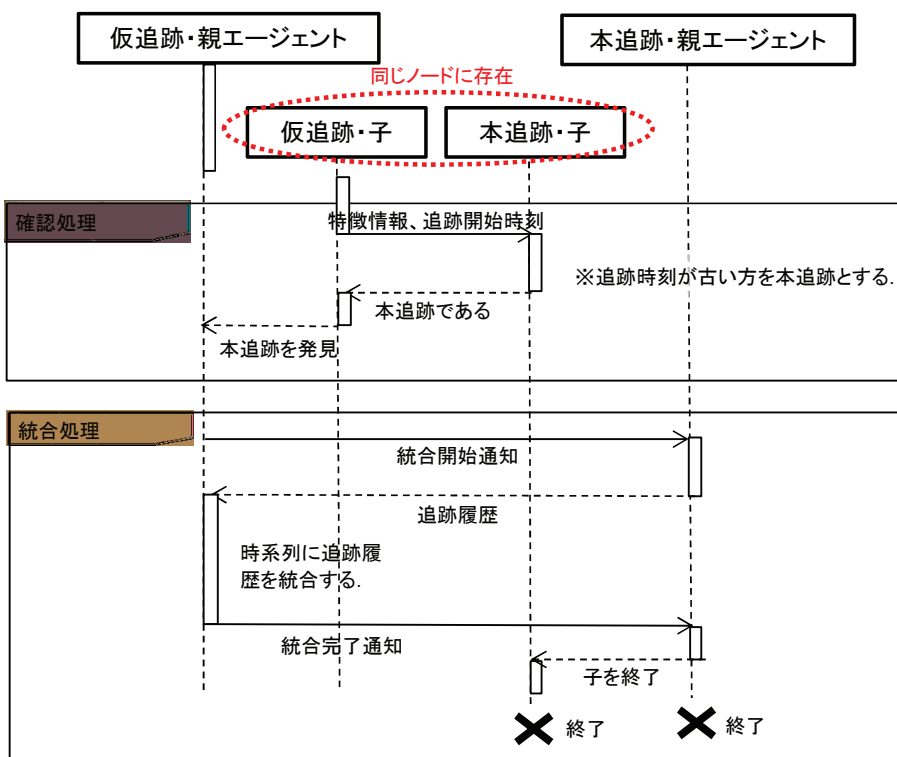 仮追跡・親エージェント
本追跡・親エージェント
同じノードに存在
仮追跡・子
本追跡・子
確認処理
特徴情報、追跡開始時刻
※追跡時刻が古い方を本追跡とする.
本追跡である
本追跡を発見
統合処理
統合開始通知
追跡履歴
時系列に追跡履
歴を統合する.
統合完了通知
子を終了
終了
終了